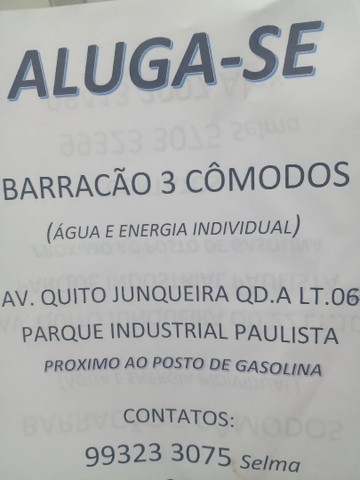 ALUGA-SE
BARRACÃO 3 CÔMODOS
(ÁGUA E ENERGIA INDIVIDUAL)
AV. QUITO JUNQUEIRA QD.A LT.06
PARQUE INDUSTRIAL PAULISTA
PROXIMO AO POSTO DE GASOLINA
CONTATOS:
99323 3075 Selma